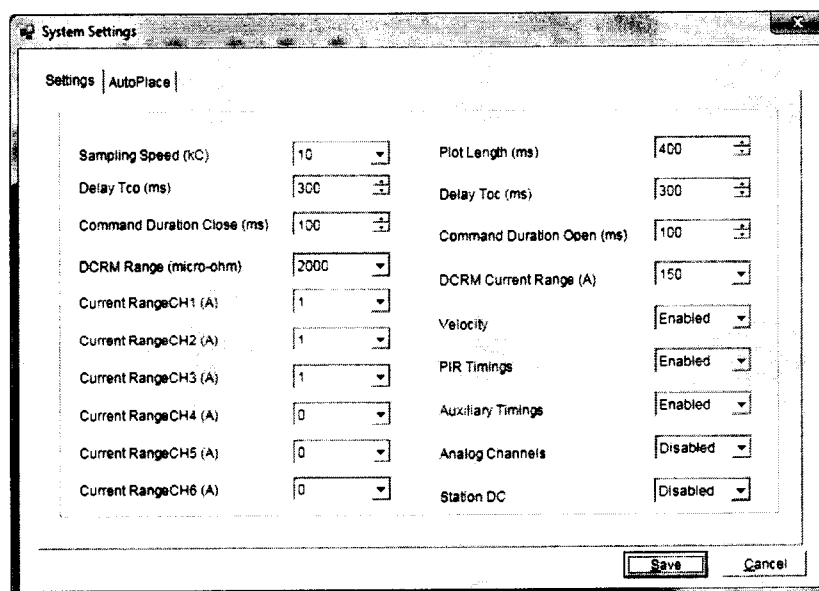 System Settings
Settings
AutoPlace
Sampling Speed (kC)
10
Plot Length (ms)
400
Delay Tco (ms)
300
Delay Toc (ms)
300
Command Duration Close (ms)
100
Command Duration Open (ms)
100
DCRM Range (micro-ohm)
2000
DCRM Current Range (A)
150
Current RangeCH1 (A)
1
Velocity
Enabled
Current RangeCH2 (A)
1
PIR Timings
Enabled
Current RangeCH3 (A)
1
Auxiliary Timings
Enabled
Current RangeCH4 (A)
0
Analog Channels
Disabled
Current RangeCH5 (A)
0
Station DC
Disabled
Current RangeCH6 (A)
0
Save
Cancel